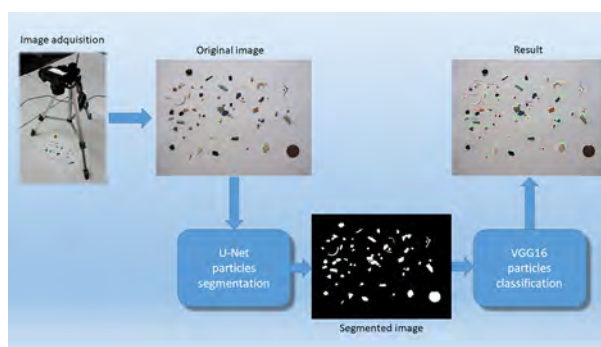 Image adquisition
Original image
Result
U-Net
particles
segmentation
VGG16
particles
classification
Segmented image